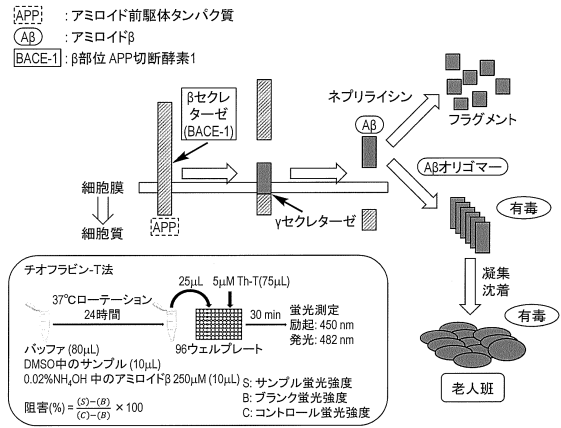 APP : アミロイド前駆体タンパク質
Aβ : アミロイドβ
BACE-1 : β部位 APP切断酵素1
βセクレ
ターゼ
(BACE-1)
ネプリライシン
フラグメント
Aβ
Aβオリゴマー
細胞膜
細胞質
APP
γセクレターゼ
有毒
凝集
沈着
有毒
老人班
チオフラビン-T法
37℃ローテーション
24時間
25μL
5μM Th-T(75μL)
30 min
蛍光測定
励起: 450 nm
発光: 482 nm
バッファ(80μL)
96ウェルプレート
DMSO中のサンプル (10μL)
0.02%NH4OH 中のアミロイドβ 250μM (10μL)
S: サンプル蛍光強度
B: ブランク蛍光強度
C: コントロール蛍光強度
阻害(%) = (S)−(B) / (C)−(B) × 100